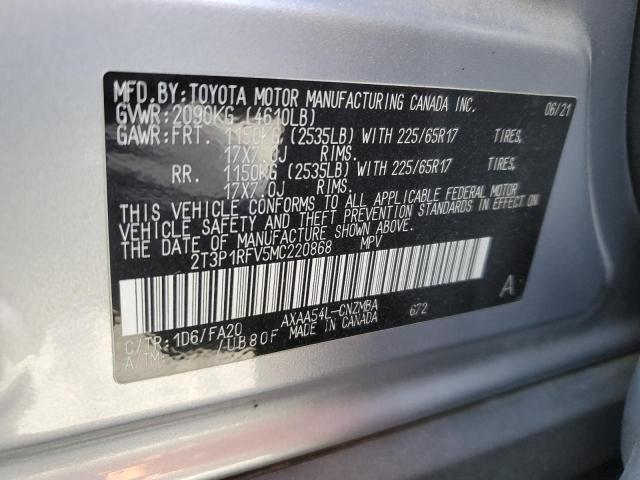 MFD.BY:TOYOTA MOTOR MANUFACTURING CANADA INC. 06/21
GVWR:2090KG (4610LB)
GAWR:FRT. 1150KG (2535LB) WITH 225/65R17 TIRES,
17X7.0J RIMS.
RR. 1150KG (2535LB) WITH 225/65R17 TIRES,
17X7.0J RIMS.
THIS VEHICLE CONFORMS TO ALL APPLICABLE FEDERAL MOTOR
VEHICLE SAFETY AND THEFT PREVENTION STANDARDS IN EFFECT ON
THE DATE OF MANUFACTURE SHOWN ABOVE.
2T3P1RFV5MC220868 MPV
A
C/TR:1D6/FA20 AXAA54L-CNZMBA 672
A/TM: /UB80F MADE IN CANADA